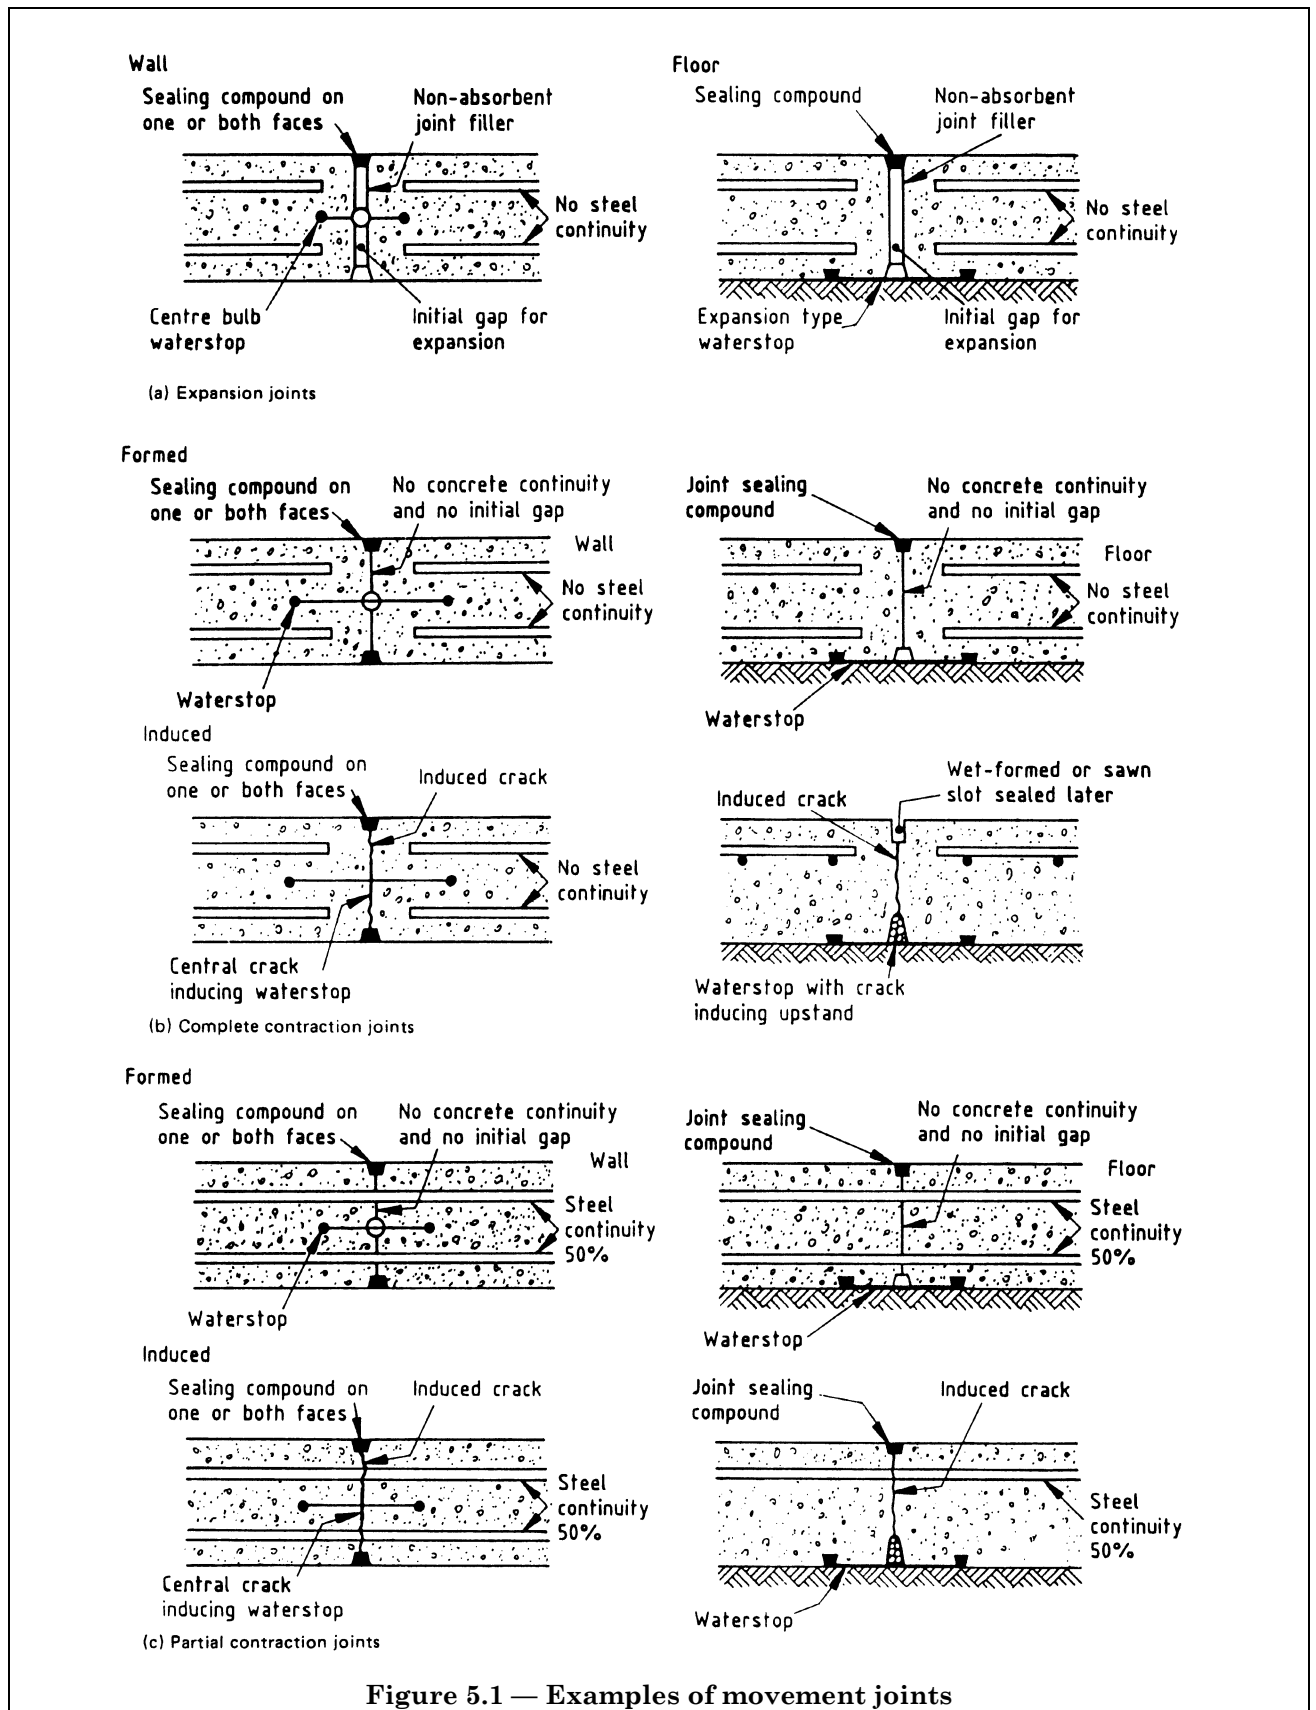 Wall
Sealing compound on
one or both faces
Non-absorbent
joint filler
No steel
continuity
Centre bulb
waterstop
Initial gap for
expansion
Floor
Sealing compound
Non-absorbent
joint filler
No steel
continuity
Expansion type
waterstop
Initial gap for
expansion
(a) Expansion joints
Formed
Sealing compound on
one or both faces
No concrete continuity
and no initial gap
Wall
No steel
continuity
Waterstop
Joint sealing
compound
No concrete continuity
and no initial gap
Floor
No steel
continuity
Waterstop
Induced
Sealing compound on
one or both faces
Induced crack
No steel
continuity
Central crack
inducing waterstop
Induced crack
Wet-formed or sawn
slot sealed later
Waterstop with crack
inducing upstand
(b) Complete contraction joints
Formed
Sealing compound on
one or both faces
No concrete continuity
and no initial gap
Wall
Steel
continuity
50%
Waterstop
Joint sealing
compound
No concrete continuity
and no initial gap
Floor
Steel
continuity
50%
Waterstop
Induced
Sealing compound on
one or both faces
Induced crack
Steel
continuity
50%
Central crack
inducing waterstop
Joint sealing
compound
Induced crack
Steel
continuity
50%
Waterstop
(c) Partial contraction joints
Figure 5.1 — Examples of movement joints